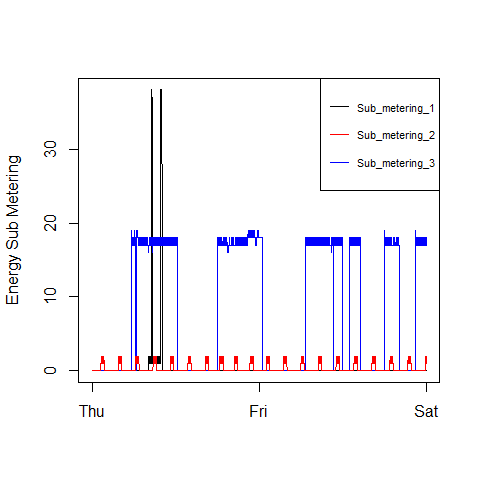 Sub_metering_1
Sub_metering_2
Sub_metering_3
Energy Sub Metering
30
20
10
0
Thu Fri Sat